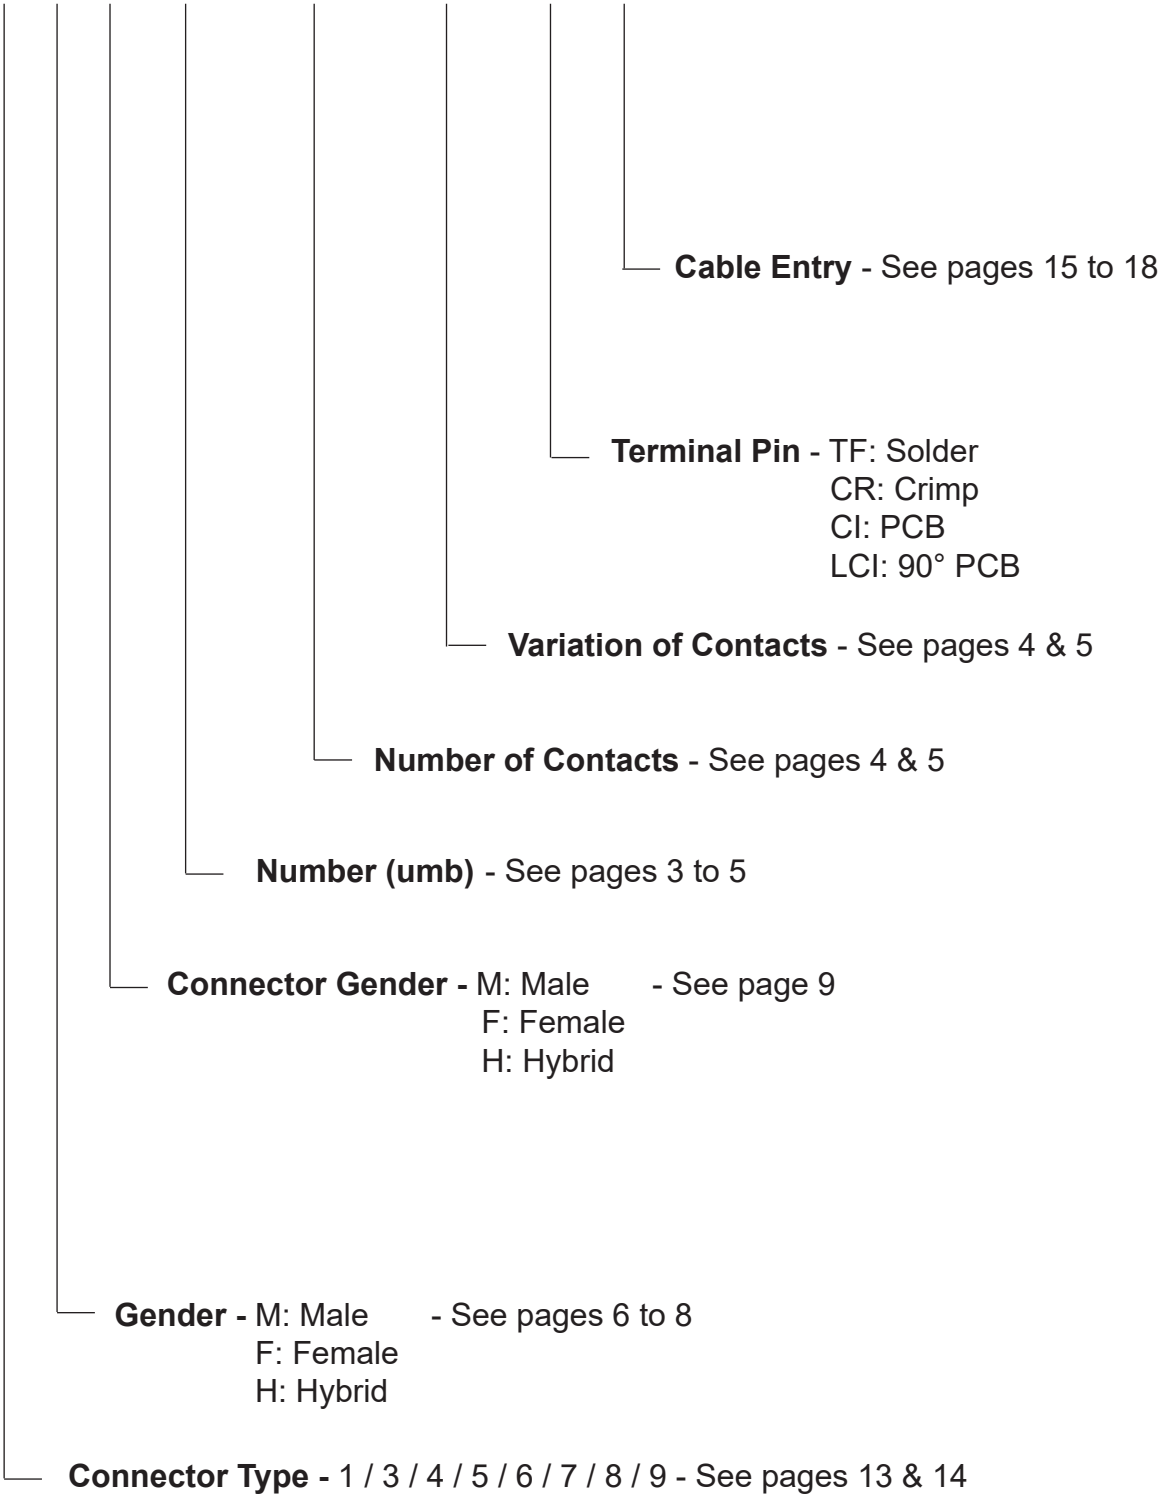 Cable Entry - See pages 15 to 18
Terminal Pin - TF: Solder
CR: Crimp
CI: PCB
LCI: 90° PCB
Variation of Contacts - See pages 4 & 5
Number of Contacts - See pages 4 & 5
Number (umb) - See pages 3 to 5
Connector Gender - M: Male - See page 9
F: Female
H: Hybrid
Gender - M: Male - See pages 6 to 8
F: Female
H: Hybrid
Connector Type - 1 / 3 / 4 / 5 / 6 / 7 / 8 / 9 - See pages 13 & 14